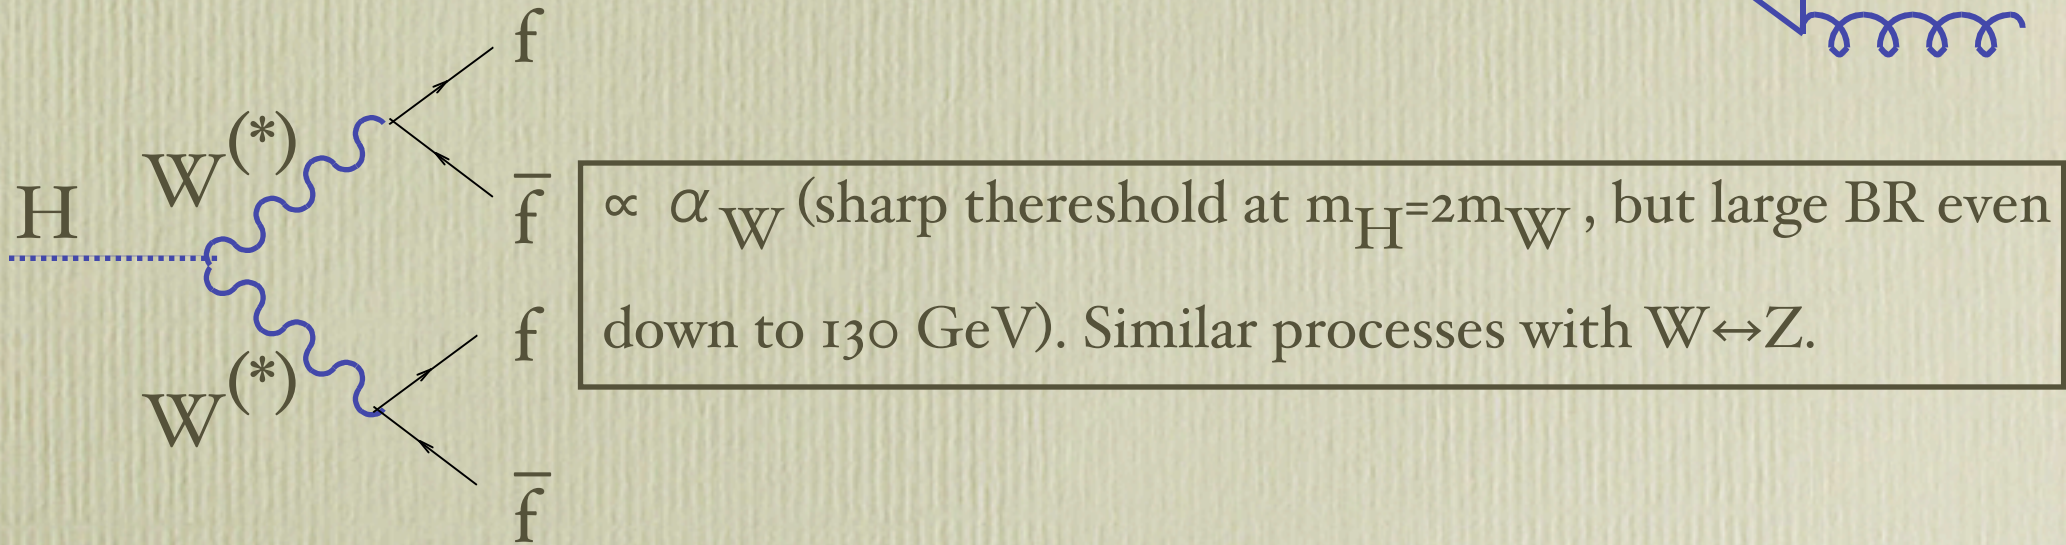 f
W(*)
H
f̅
∝ αW (sharp thereshold at mH=2mW , but large BR even
down to 130 GeV). Similar processes with W↔Z.
f
W(*)
f̅